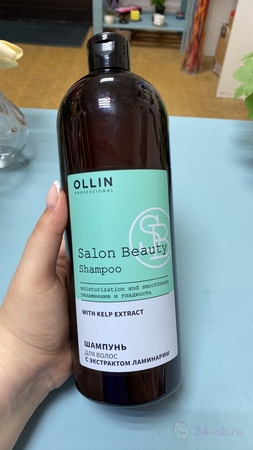 OLLIN
PROFESSIONAL
Salon Beauty
Shampoo
moisturization and smoothness
увлажнение и гладкость
WITH KELP EXTRACT
ШАМПУНЬ
ДЛЯ ВОЛОС
С ЭКСТРАКТОМ ЛАМИНАРИИ
24-ok.ru